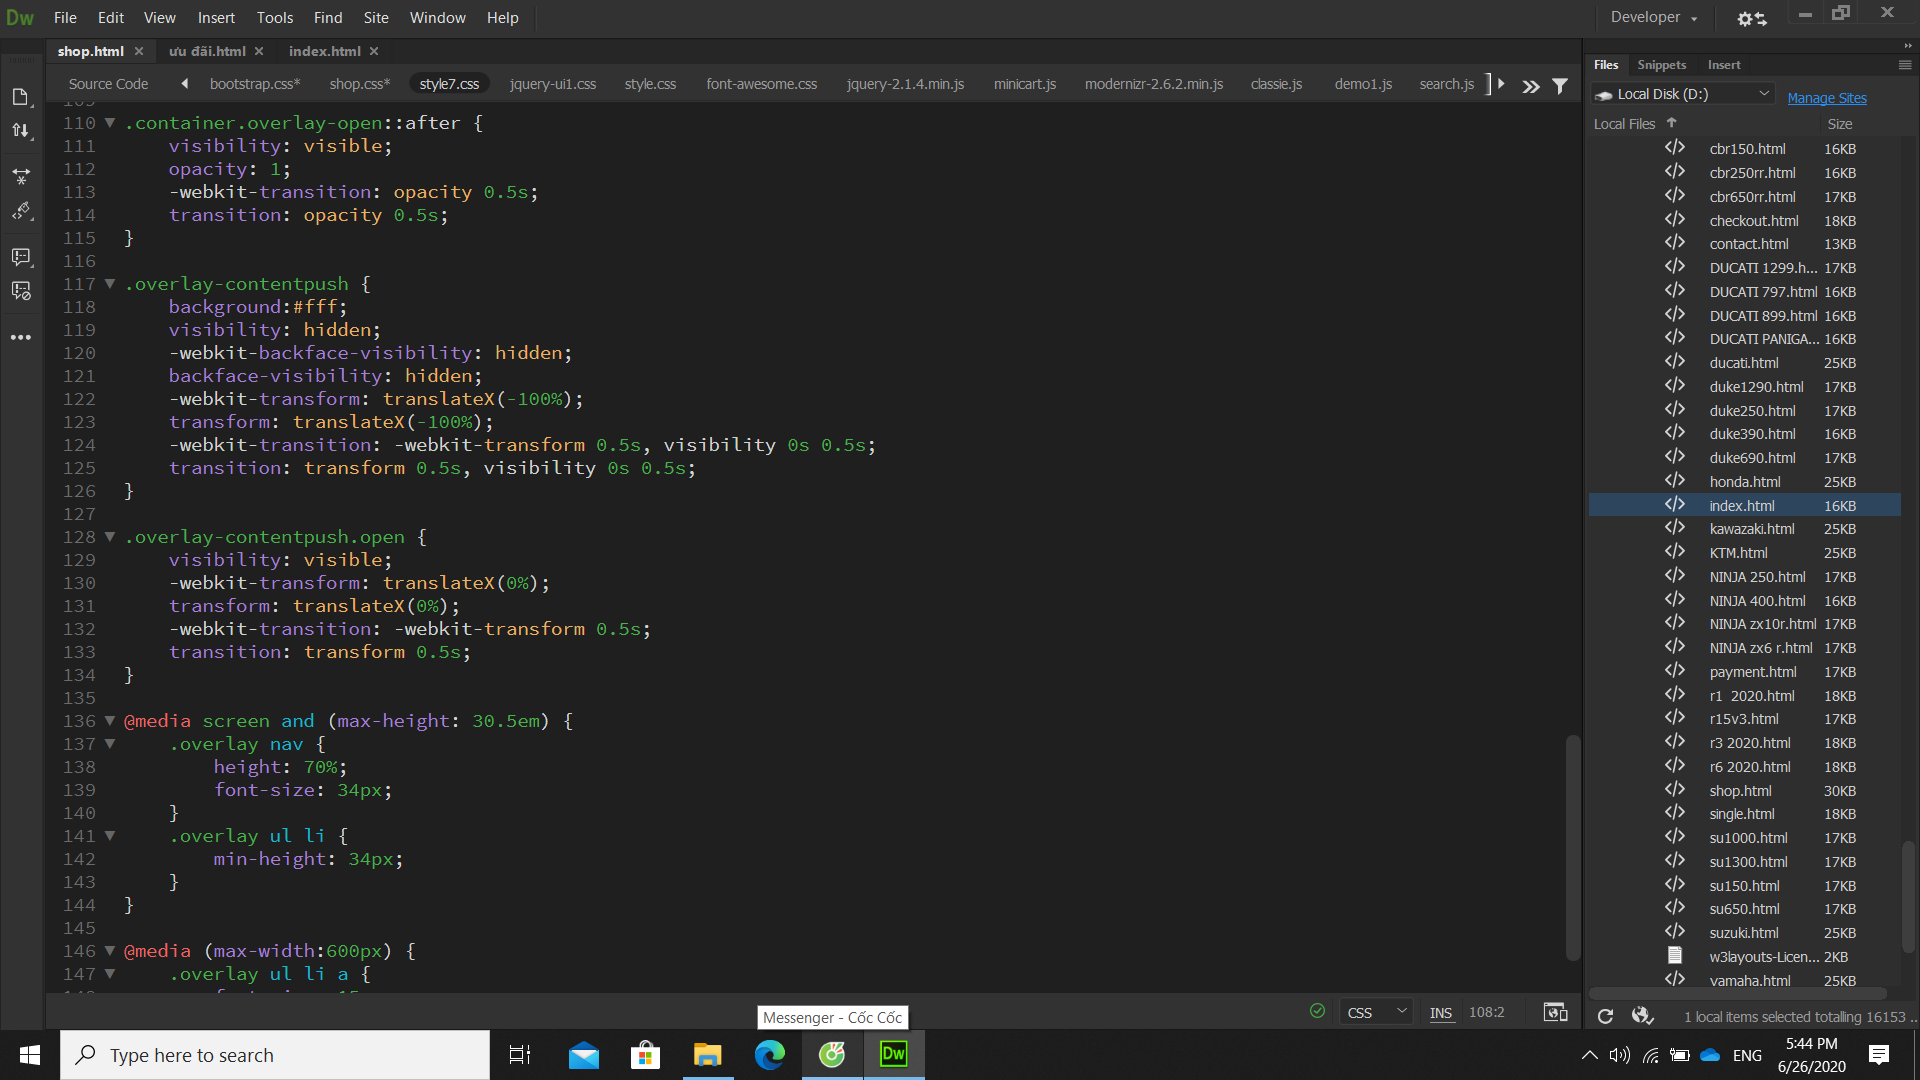 Dw File Edit View Insert Tools Find Site Window Help Developer
shop.html × ưu đãi.html × index.html ×
Source Code bootstrap.css* shop.css* style7.css jquery-ui1.css style.css font-awesome.css jquery-2.1.4.min.js minicart.js modernizr-2.6.2.min.js classie.js demo1.js search.js
110 .container.overlay-open::after {
111 visibility: visible;
112 opacity: 1;
113 -webkit-transition: opacity 0.5s;
114 transition: opacity 0.5s;
115 }
116
117 .overlay-contentpush {
118 background:#fff;
119 visibility: hidden;
120 -webkit-backface-visibility: hidden;
121 backface-visibility: hidden;
122 -webkit-transform: translateX(-100%);
123 transform: translateX(-100%);
124 -webkit-transition: -webkit-transform 0.5s, visibility 0s 0.5s;
125 transition: transform 0.5s, visibility 0s 0.5s;
126 }
127
128 .overlay-contentpush.open {
129 visibility: visible;
130 -webkit-transform: translateX(0%);
131 transform: translateX(0%);
132 -webkit-transition: -webkit-transform 0.5s;
133 transition: transform 0.5s;
134 }
135
136 @media screen and (max-height: 30.5em) {
137 .overlay nav {
138 height: 70%;
139 font-size: 34px;
140 }
141 .overlay ul li {
142 min-height: 34px;
143 }
144 }
145
146 @media (max-width:600px) {
147 .overlay ul li a {
CSS INS 108:2
Files Snippets Insert
Local Disk (D:) Manage Sites
Local Files Size
cbr150.html 16KB
cbr250rr.html 16KB
cbr650rr.html 17KB
checkout.html 18KB
contact.html 13KB
DUCATI 1299.h... 17KB
DUCATI 797.html 16KB
DUCATI 899.html 16KB
DUCATI PANIGA... 16KB
ducati.html 25KB
duke1290.html 17KB
duke250.html 17KB
duke390.html 16KB
duke690.html 17KB
honda.html 25KB
index.html 16KB
kawazaki.html 25KB
KTM.html 25KB
NINJA 250.html 17KB
NINJA 400.html 16KB
NINJA zx10r.html 17KB
NINJA zx6 r.html 17KB
payment.html 17KB
r1 2020.html 18KB
r15v3.html 17KB
r3 2020.html 18KB
r6 2020.html 18KB
shop.html 30KB
single.html 18KB
su1000.html 17KB
su1300.html 17KB
su150.html 17KB
su650.html 17KB
suzuki.html 25KB
w3layouts-Licen... 2KB
yamaha.html 25KB
1 local items selected totalling 16153 ..
Messenger - Cốc Cốc
Type here to search
Dw
ENG
5:44 PM
6/26/2020